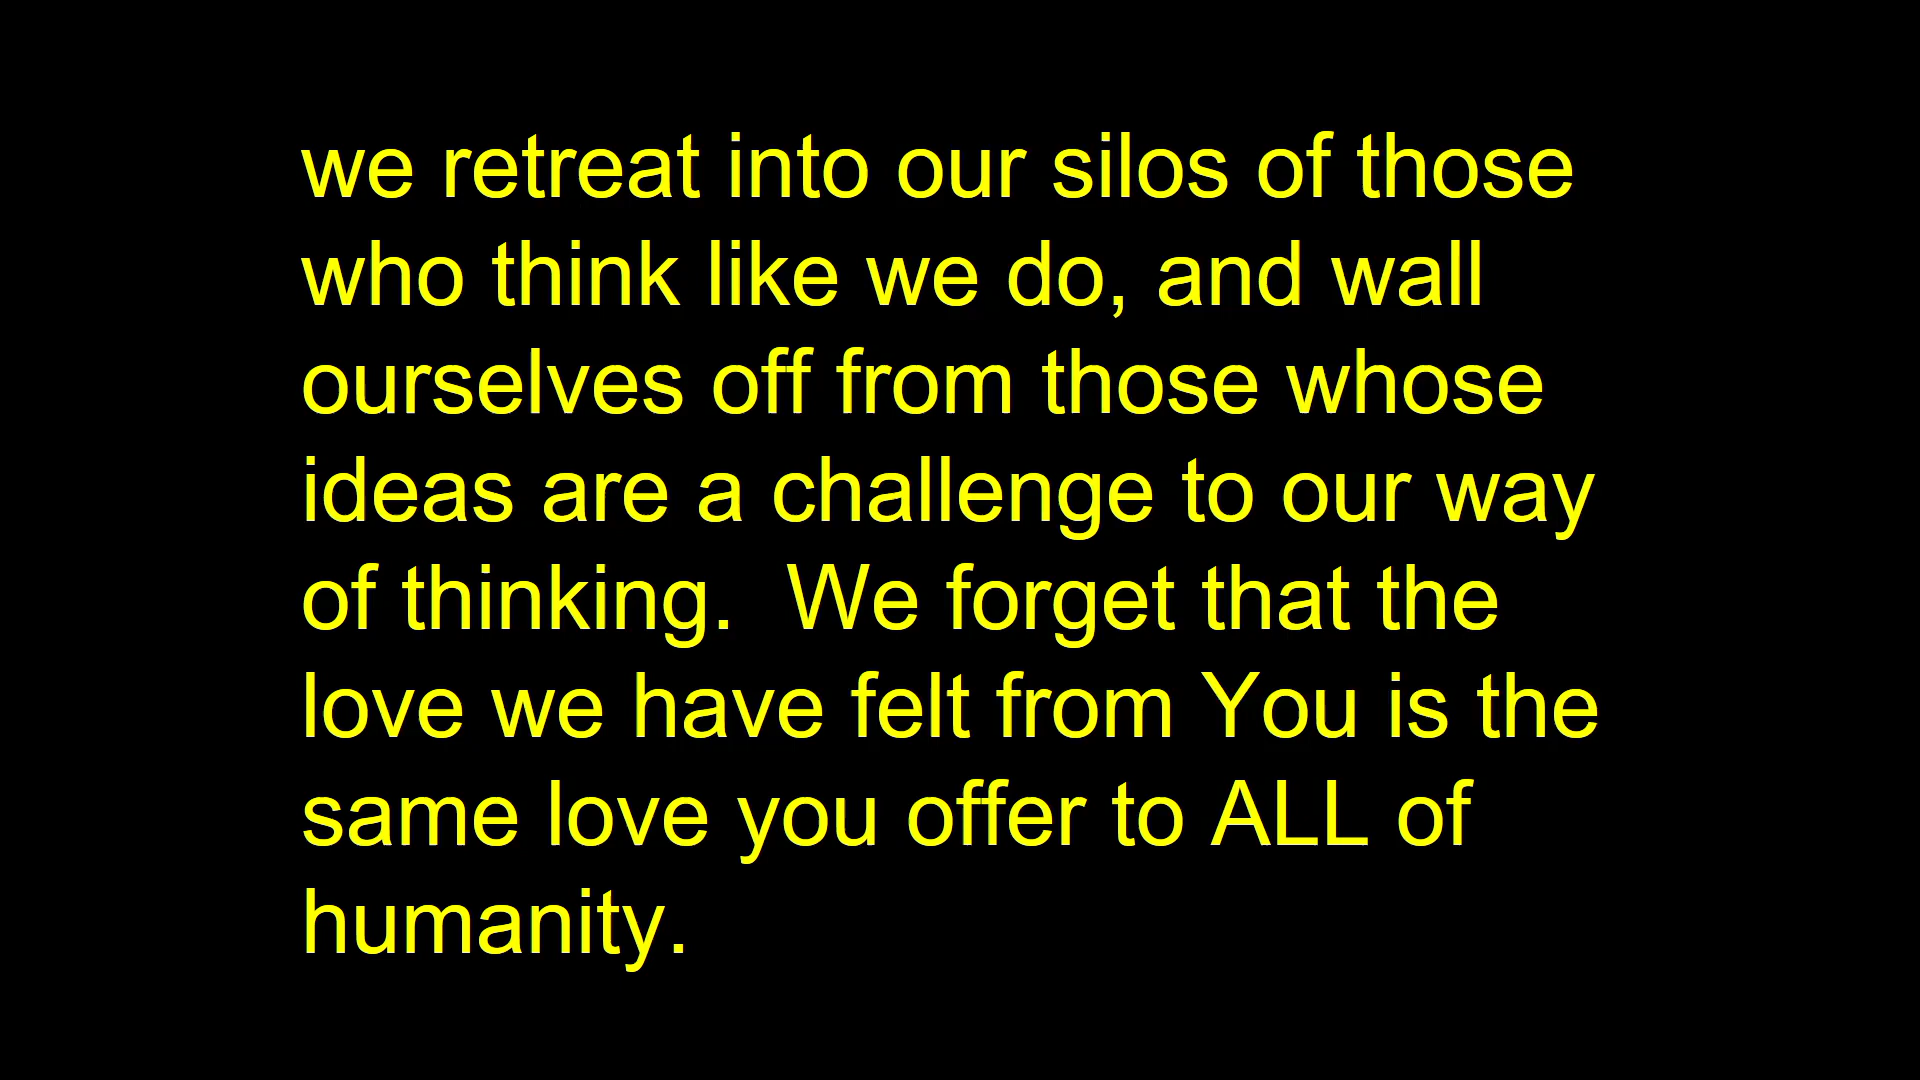 we retreat into our silos of those
who think like we do, and wall
ourselves off from those whose
ideas are a challenge to our way
of thinking.  We forget that the
love we have felt from You is the
same love you offer to ALL of
humanity.